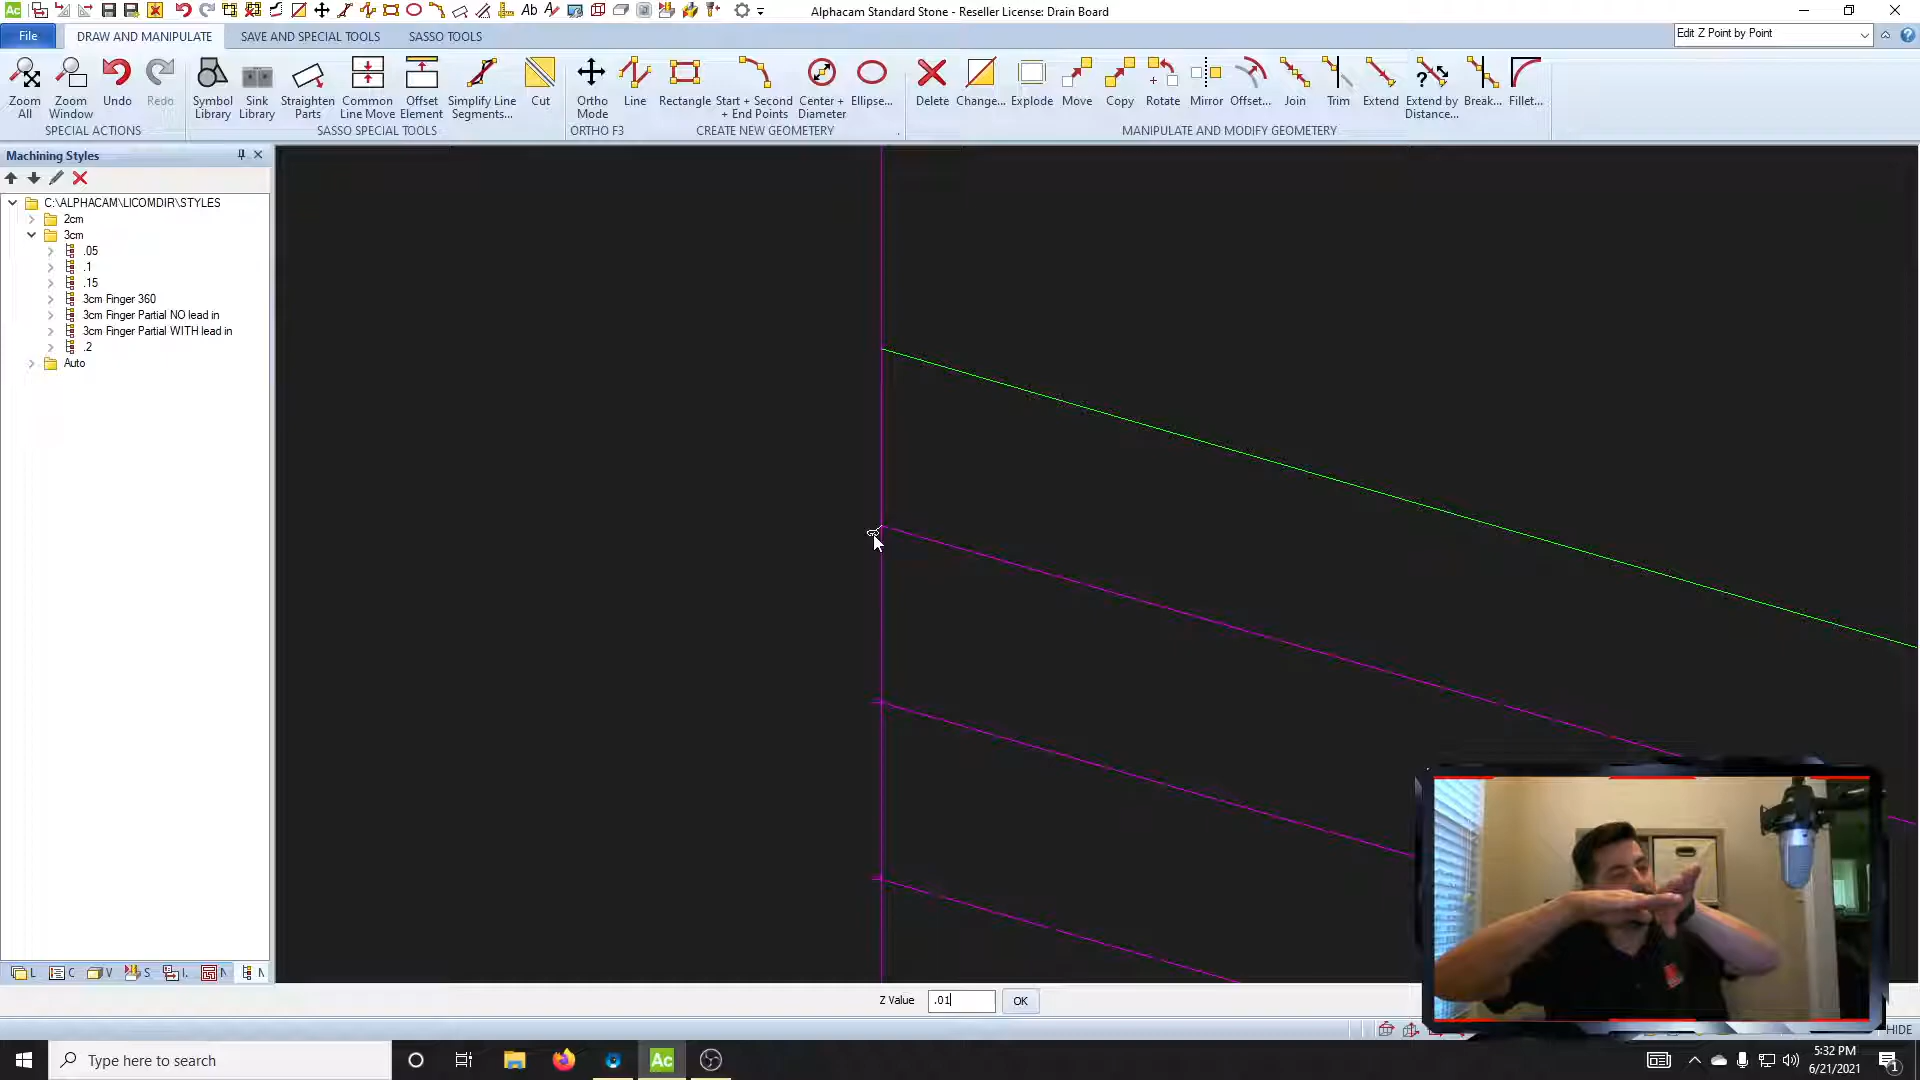 Ac
Ab
Alphacam Standard Stone - Reseller License: Drain Board
File
DRAW AND MANIPULATE
SAVE AND SPECIAL TOOLS
SASSO TOOLS
Edit Z Point by Point
Zoom All
Zoom Window
Undo
Redo
Symbol Library
Sink Library
Straighten Parts
Common Line Move
Offset Element
Simplify Line Segments...
Cut
Ortho Mode
Line
Rectangle
Start + Second + End Points
Center + Diameter
Ellipse...
Delete
Change...
Explode
Move
Copy
Rotate
Mirror
Offset...
Join
Trim
Extend
Extend by Distance...
Break...
Fillet...
SPECIAL ACTIONS
SASSO SPECIAL TOOLS
ORTHO F3
CREATE NEW GEOMETRY
MANIPULATE AND MODIFY GEOMETRY
Machining Styles
C:\ALPHACAM\LICOMDIR\STYLES
2cm
3cm
.05
.1
.15
3cm Finger 360
3cm Finger Partial NO lead in
3cm Finger Partial WITH lead in
.2
Auto
L
C
V
S
Z Value
.01
OK
HIDE
Type here to search
Ac
5:32 PM
6/21/2021
1